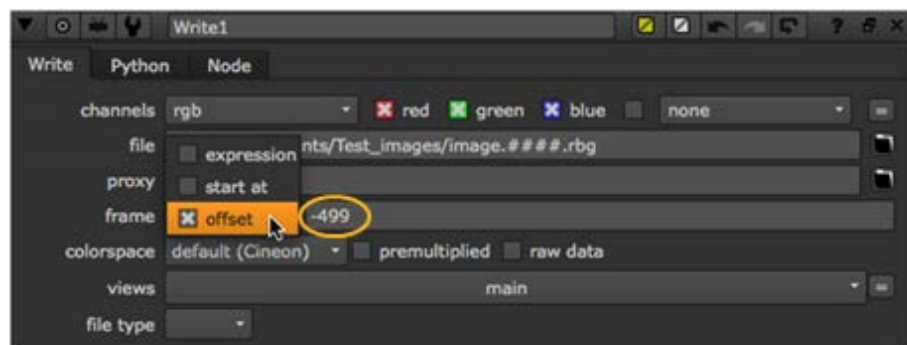 Write1 ?
Write Python Node
channels rgb red green blue none =
file nts/Test_images/image.####.rbg
expression
proxy
start at
frame offset -499
colorspace default (Cineon) premultiplied raw data
views main =
file type